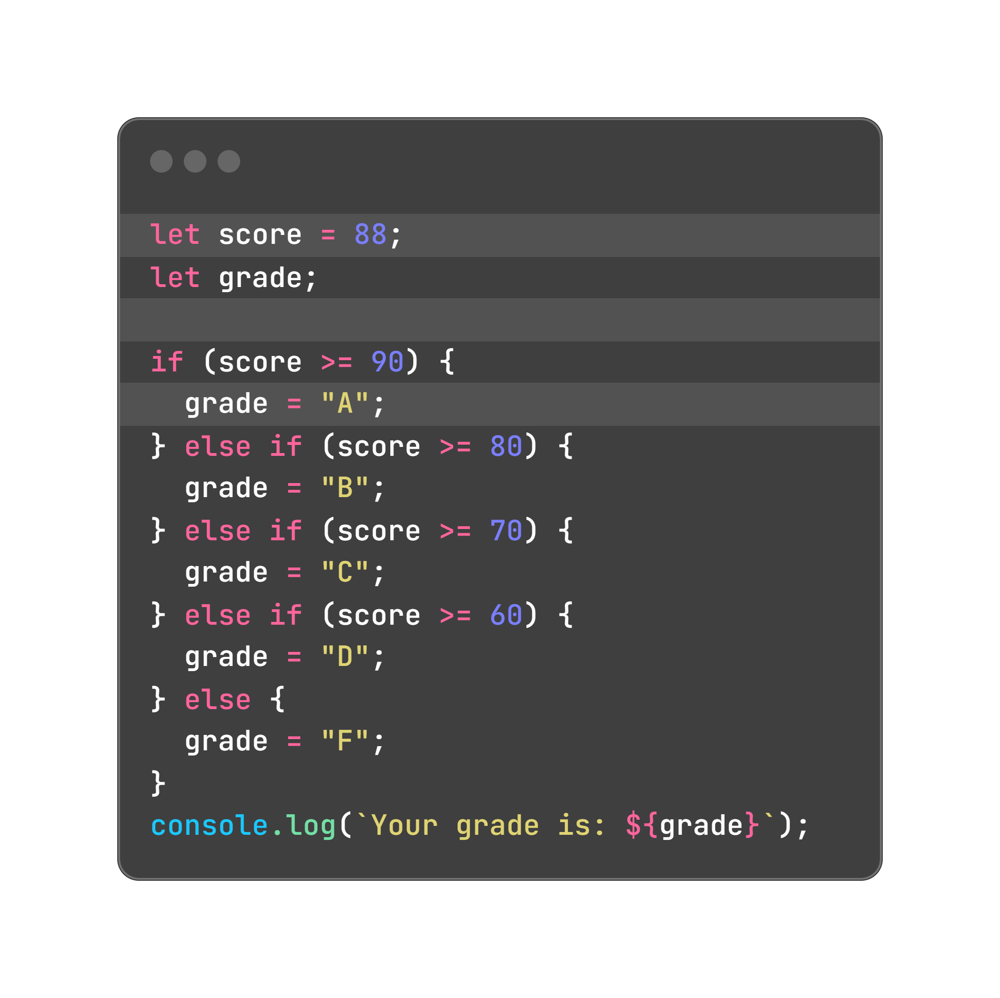 let score = 88;
let grade;

if (score >= 90) {
  grade = "A";
} else if (score >= 80) {
  grade = "B";
} else if (score >= 70) {
  grade = "C";
} else if (score >= 60) {
  grade = "D";
} else {
  grade = "F";
}
console.log(`Your grade is: ${grade}`);